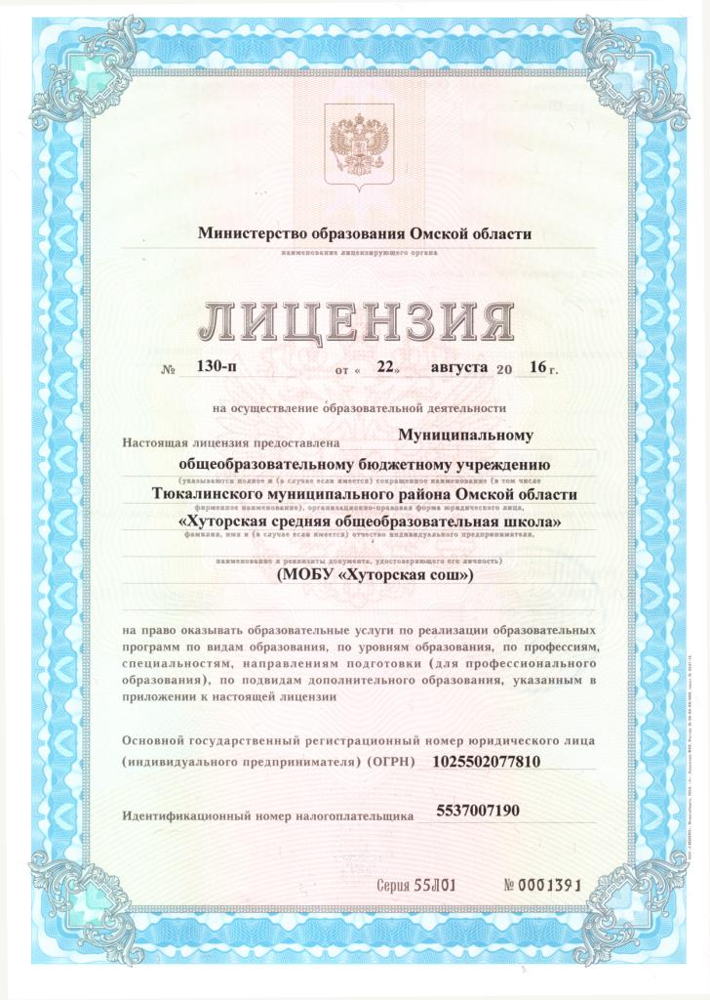 Министерство образования Омской области
наименование лицензирующего органа
ЛИЦЕНЗИЯ
№ 130-п от « 22» августа 20 16 г.
на осуществление образовательной деятельности
Настоящая лицензия предоставлена Муниципальному
общеобразовательному бюджетному учреждению
(указываются полное и (в случае если имеется) сокращенное наименование (в том числе
Тюкалинского муниципального района Омской области
фирменное наименование), организационно-правовая форма юридического лица,
«Хуторская средняя общеобразовательная школа»
фамилия, имя и (в случае если имеется) отчество индивидуального предпринимателя,
наименование и реквизиты документа, удостоверяющего его личность)
(МОБУ «Хуторская сош»)
на право оказывать образовательные услуги по реализации образовательных
программ по видам образования, по уровням образования, по профессиям,
специальностям, направлениям подготовки (для профессионального
образования), по подвидам дополнительного образования, указанным в
приложении к настоящей лицензии
Основной государственный регистрационный номер юридического лица
(индивидуального предпринимателя) (ОГРН) 1025502077810
Идентификационный номер налогоплательщика 5537007190
Серия 55Л01 № 0001391